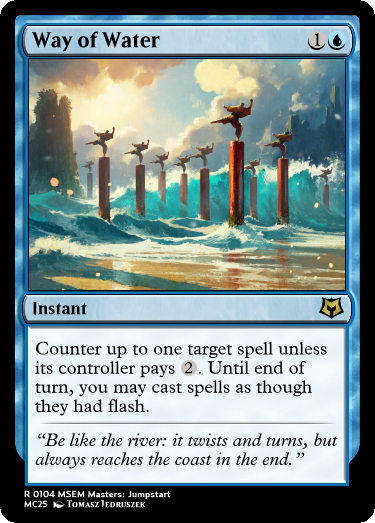 Way of Water 1
Instant
Counter up to one target spell unless
its controller pays 2. Until end of
turn, you may cast spells as though
they had flash.
“Be like the river: it twists and turns, but
always reaches the coast in the end.”
R 0104 MSEM Masters: Jumpstart
MC25 Tomasz Jedruszek